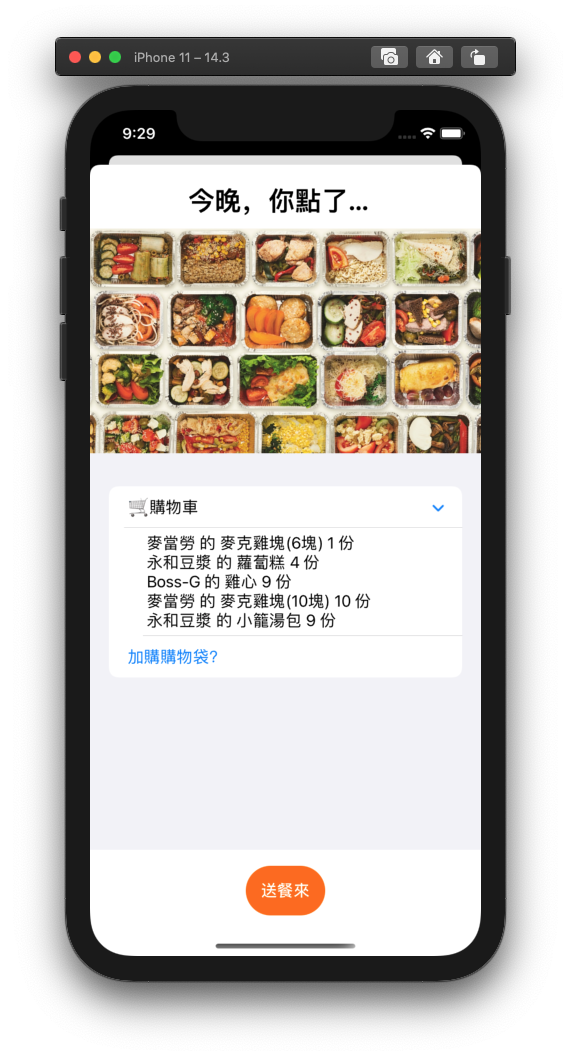 iPhone 11 – 14.3
9:29
今晚，你點了...
購物車
麥當勞 的 麥克雞塊(6塊) 1 份
永和豆漿 的 蘿蔔糕 4 份
Boss-G 的 雞心 9 份
麥當勞 的 麥克雞塊(10塊) 10 份
永和豆漿 的 小籠湯包 9 份
加購購物袋?
送餐來